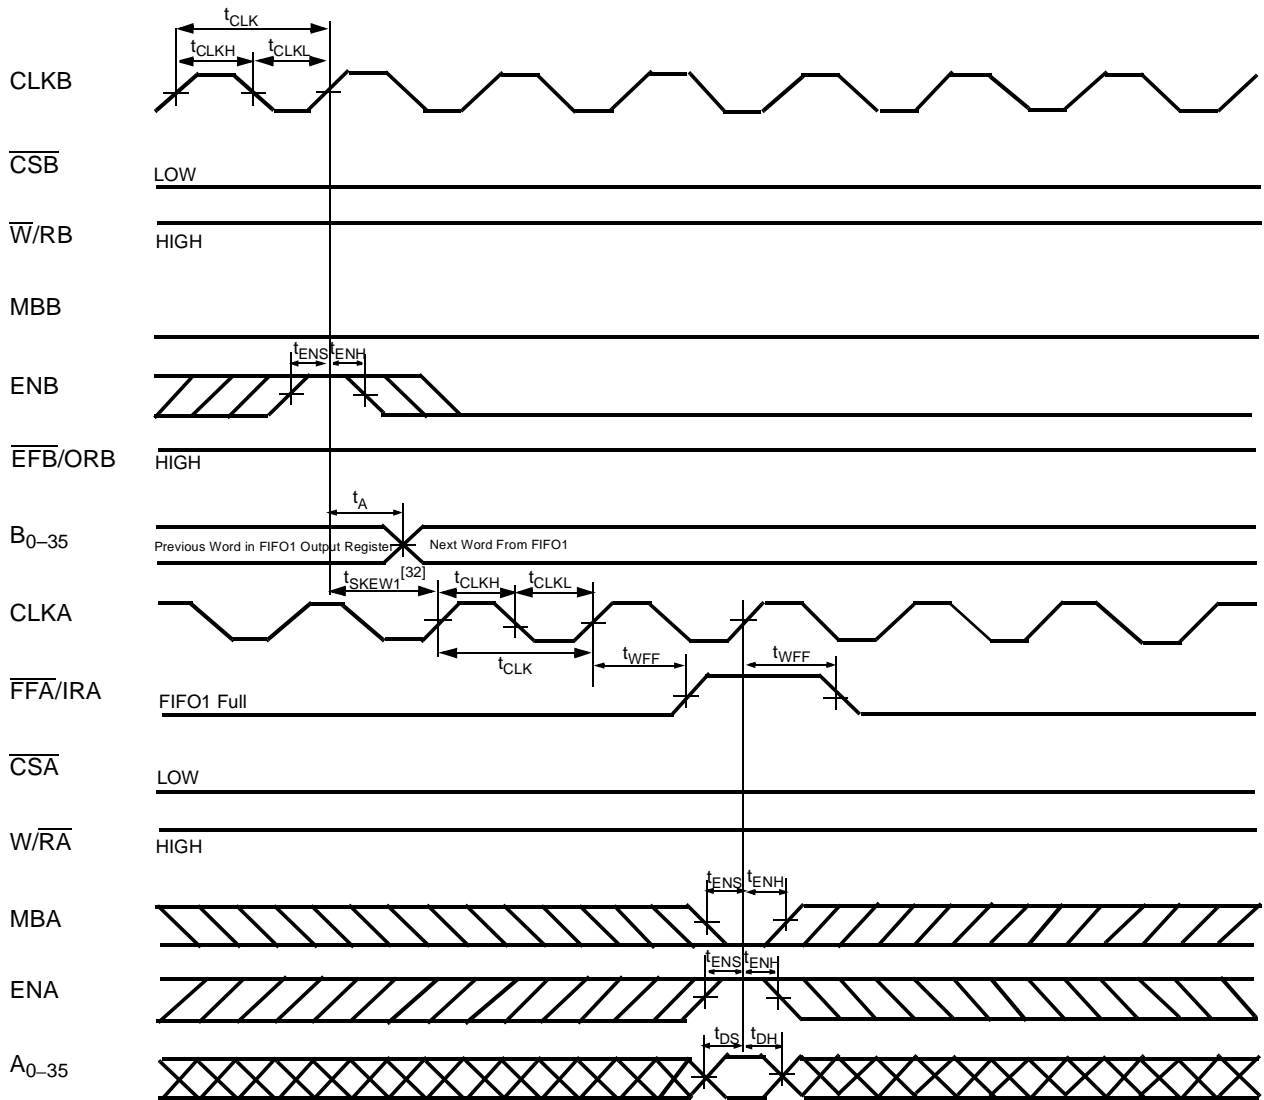 tCLK
tCLKH tCLKL
CLKB
CSB
LOW
W/RB
HIGH
MBB
tENS tENH
ENB
EFB/ORB
HIGH
tA
B0–35
Previous Word in FIFO1 Output Register Next Word From FIFO1
tSKEW1[32] tCLKH tCLKL
CLKA
tCLK tWFF tWFF
FFA/IRA
FIFO1 Full
CSA
LOW
W/RA
HIGH
tENS tENH
MBA
tENS tENH
ENA
tDS tDH
A0–35